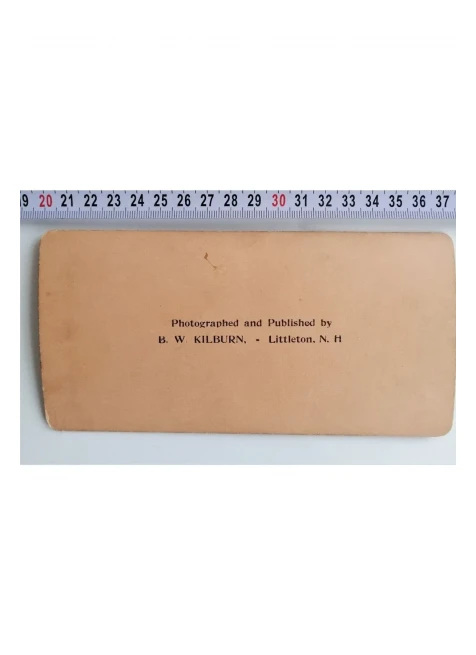 9 20 21 22 23 24 25 26 27 28 29 30 31 32 33 34 35 36 37
Photographed and Published by
B. W KILBURN, - Littleton, N. H